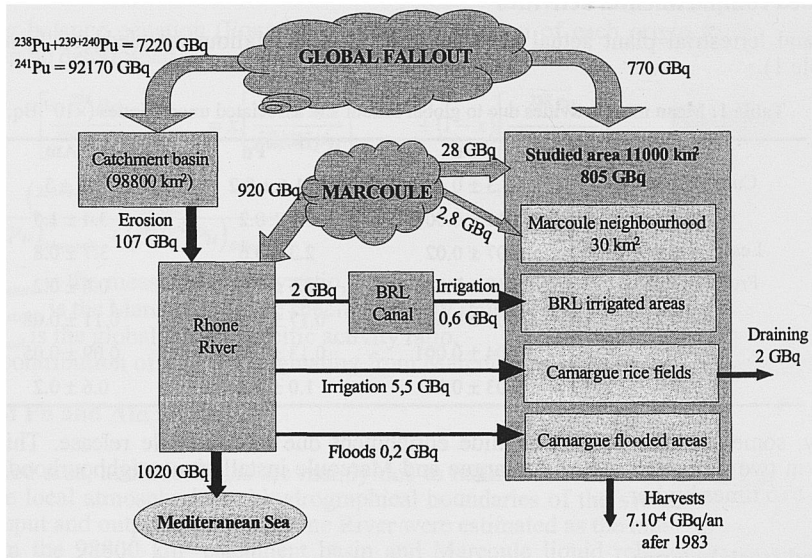 ²³⁸Pu+²³⁹⁺²⁴⁰Pu = 7220 GBq
²⁴¹Pu = 92170 GBq
GLOBAL FALLOUT
770 GBq
Catchment basin
(98800 km²)
Erosion
107 GBq
920 GBq
MARCOULE
28 GBq
2,8 GBq
Studied area 11000 km²
805 GBq
Marcoule neighbourhood
30 km²
Rhone
River
2 GBq
BRL
Canal
Irrigation
0,6 GBq
BRL irrigated areas
Irrigation 5,5 GBq
Camargue rice fields
Draining
2 GBq
Floods 0,2 GBq
Camargue flooded areas
1020 GBq
Mediteranean Sea
Harvests
7.10⁻⁴ GBq/an
afer 1983